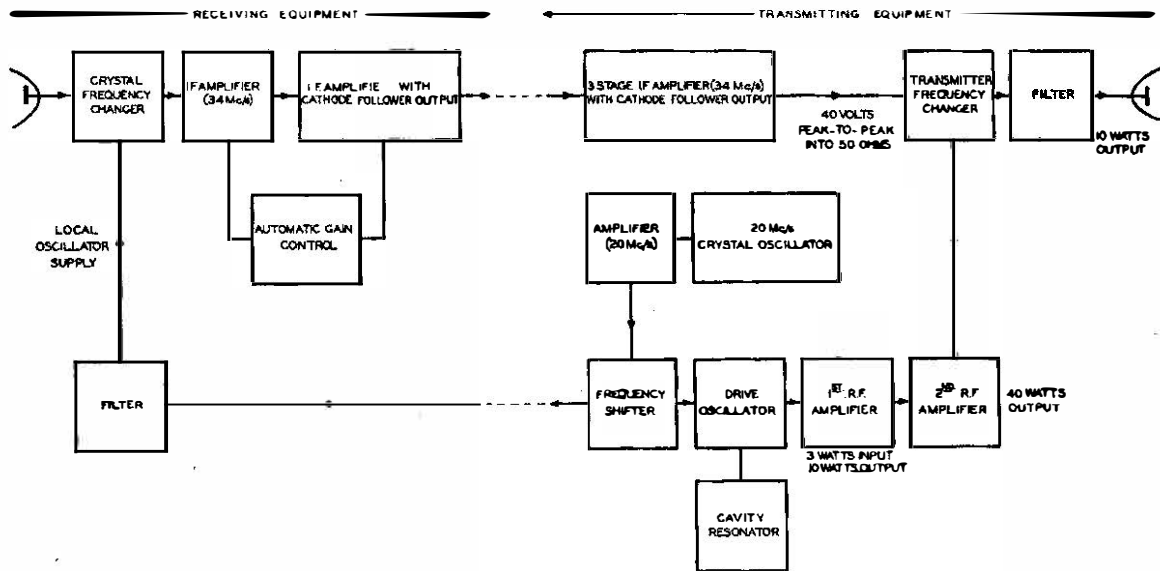 RECEIVING EQUIPMENT
TRANSMITTING EQUIPMENT
CRYSTAL
FREQUENCY
CHANGER
IF AMPLIFIER
(34 Mc/s)
I.F. AMPLIFIE WITH
CATHODE FOLLOWER OUTPUT
3 STAGE I.F AMPLIFIER (34 Mc/s)
WITH CATHODE FOLLOWER OUTPUT
40 VOLTS
PEAK-TO-PEAK
INTO 50 OHMS
TRANSMITTER
FREQUENCY
CHANGER
FILTER
10 WATTS
OUTPUT
LOCAL
OSCILLATOR
SUPPLY
AUTOMATIC GAIN
CONTROL
AMPLIFIER
(20 Mc/s)
20 Mc/s
CRYSTAL OSCILLATOR
FILTER
FREQUENCY
SHIFTER
DRIVE
OSCILLATOR
1ST. R.F.
AMPLIFIER
2ND. R.F
AMPLIFIER
40 WATTS
OUTPUT
3 WATTS INPUT
10 WATTS OUTPUT
CAVITY
RESONATOR